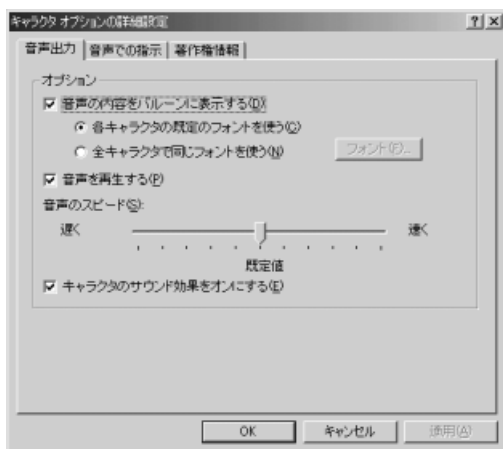 キャラクタ オプションの詳細設定
音声出力 音声での指示 著作権情報
オプション
音声の内容をバルーンに表示する(D)
各キャラクタの既定のフォントを使う(C)
全キャラクタで同じフォントを使う(N) フォント(F)...
音声を再生する(P)
音声のスピード(S):
遅く 速く
既定値
キャラクタのサウンド効果をオンにする(E)
OK キャンセル 適用(A)